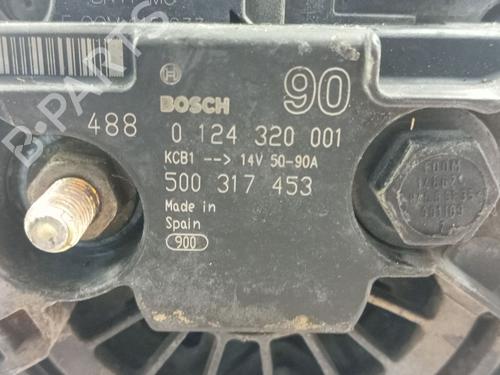 BOSCH 90
488 0 124 320 001
KCB1 --> 14V 50-90A
500 317 453
Made in
Spain
900
B-PARTS